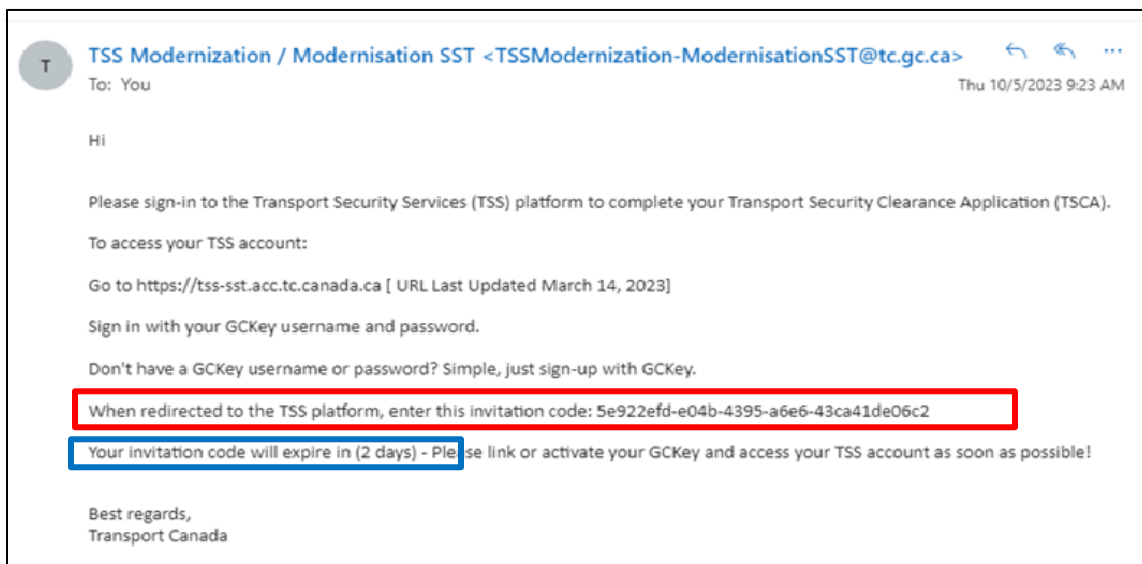 T
TSS Modernization / Modernisation SST <TSSModernization-ModernisationSST@tc.gc.ca>
To: You
Thu 10/5/2023 9:23 AM
Hi
Please sign-in to the Transport Security Services (TSS) platform to complete your Transport Security Clearance Application (TSCA).
To access your TSS account:
Go to https://tss-sst.acc.tc.canada.ca [ URL Last Updated March 14, 2023]
Sign in with your GCKey username and password.
Don't have a GCKey username or password? Simple, just sign-up with GCKey.
When redirected to the TSS platform, enter this invitation code: 5e922efd-e04b-4395-a6e6-43ca41de06c2
Your invitation code will expire in (2 days) - Please link or activate your GCKey and access your TSS account as soon as possible!
Best regards,
Transport Canada